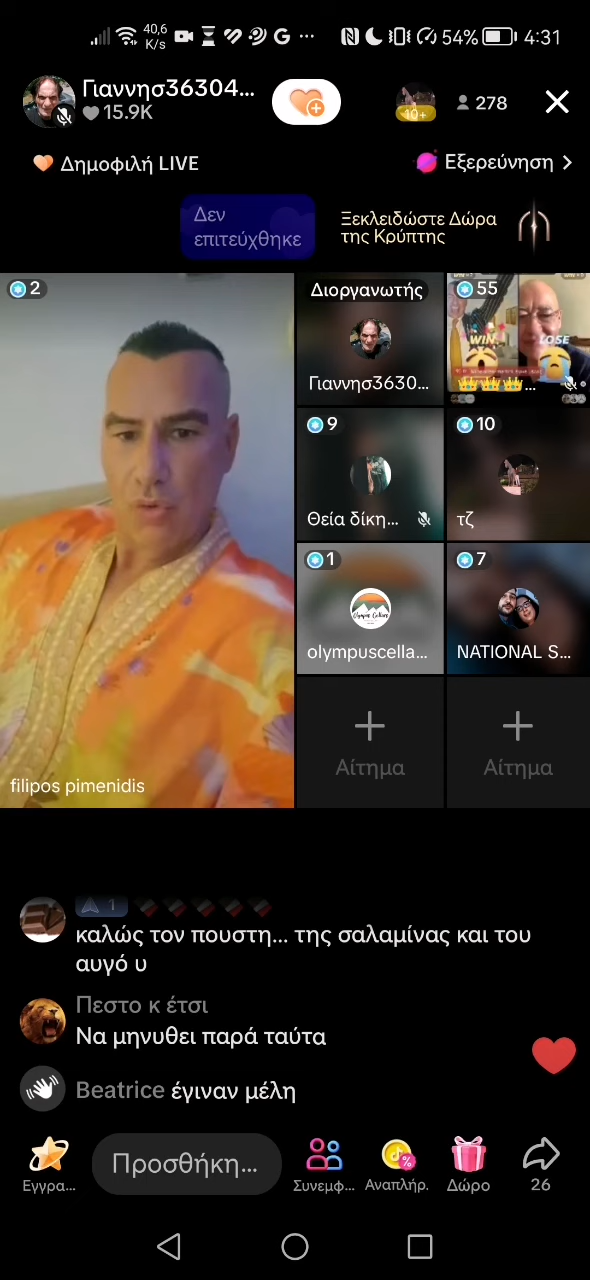 40,6
K/s
54%
4:31
Γιαννησ36304...
15.9K
10+
278
Δημοφιλή LIVE
Εξερεύνηση
Δεν
επιτεύχθηκε
Ξεκλειδώστε Δώρα
της Κρύπτης
2
Διοργανωτής
Γιαννησ3630...
55
WIN
LOSE
9
Θεία δίκη...
10
τζ
1
Olympus Cellar
olympuscella...
7
NATIONAL S...
Αίτημα
Αίτημα
filipos pimenidis
1
καλώς τον πουστη... της σαλαμίνας και του
αυγό υ
Πεστο κ έτσι
Να μηνυθει παρά ταύτα
Beatrice έγιναν μέλη
Εγγρα...
Προσθήκη...
Συνεμφ...
Αναπλήρ.
Δώρο
26